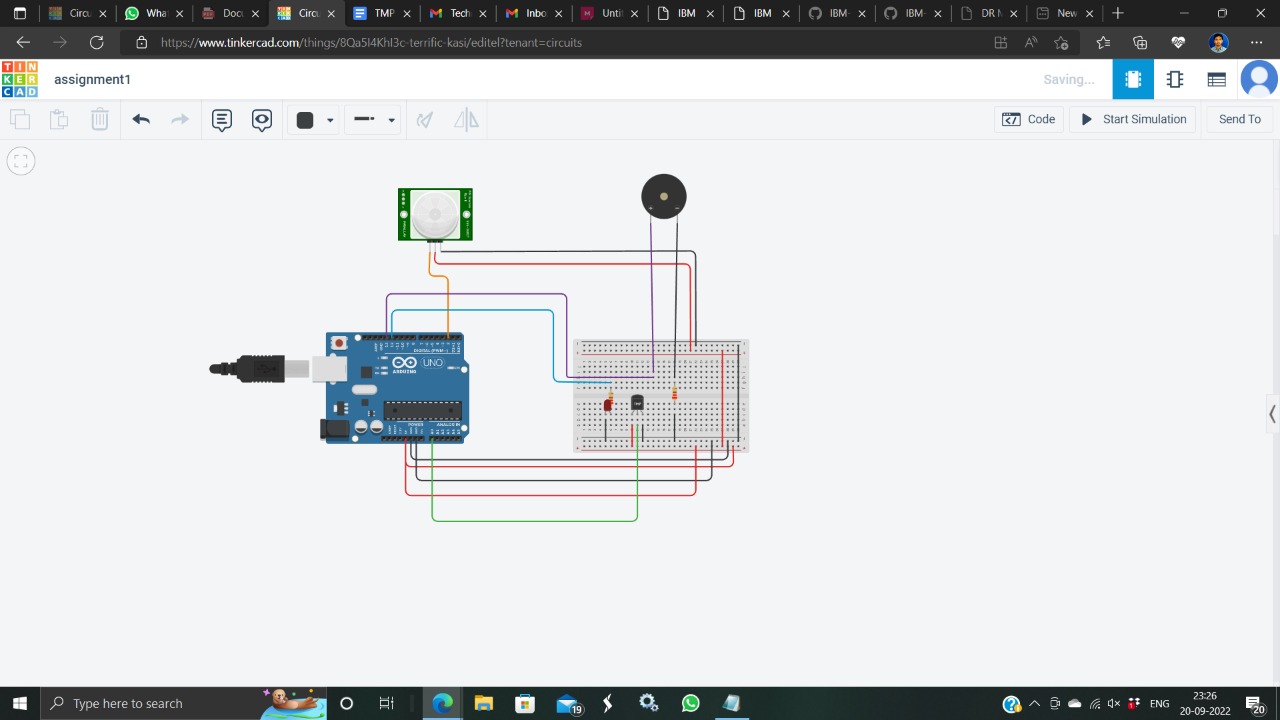 Circu
What
Docu
Circu
TMP
Tech
Inbo
Unti
IBM
IBM
IBM-
IBM-
DR N
New
https://www.tinkercad.com/things/8Qa5I4KhI3c-terrific-kasi/editel?tenant=circuits
TIN
KER
CAD
assignment1
Saving...
Code
Start Simulation
Send To
DIGITAL (PWM~)
UNO
ARDUINO
TMP
POWER
ANALOG IN
Type here to search
19
ENG
23:26
20-09-2022
20